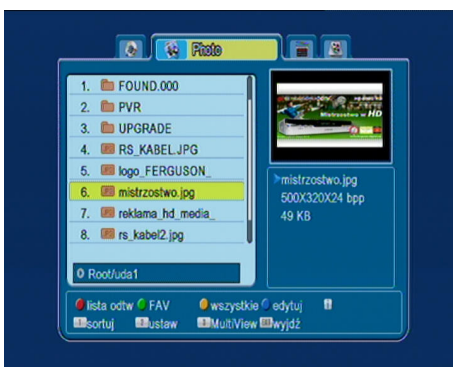 Photo
1. FOUND.000
2. PVR
3. UPGRADE
4. RS_KABEL.JPG
5. logo_FERGUSON_
6. mistrzostwo.jpg
7. reklama_hd_media_
8. rs_kabel2.jpg
Mistrzostwo w HD
mistrzostwo.jpg
500X320X24 bpp
49 KB
0 Root/uda1
lista odtw FAV wszystkie edytuj
1 sortuj ustaw MultiView wyjdź